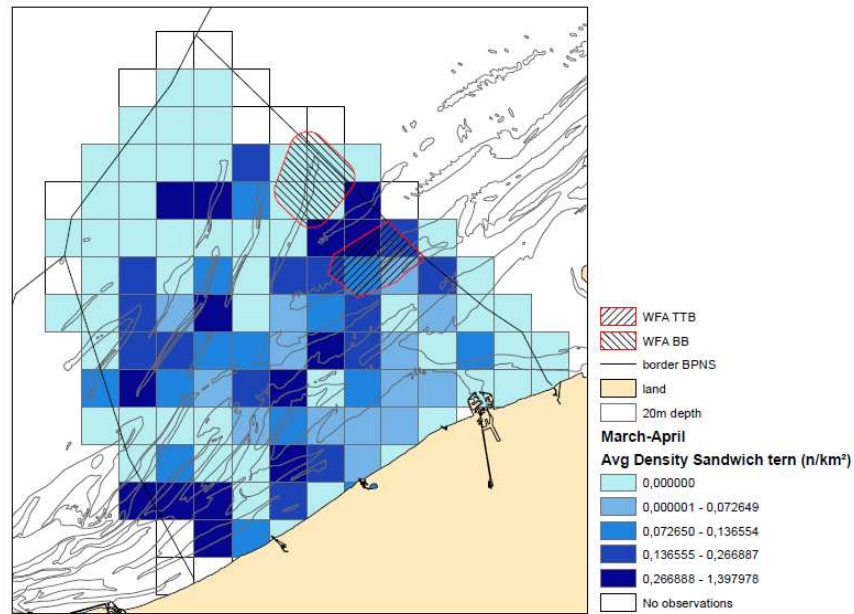 WFA TTB
WFA BB
border BPNS
land
20m depth
March-April
Avg Density Sandwich tern (n/km²)
0,000000
0,000001 - 0,072649
0,072650 - 0,136554
0,136555 - 0,266887
0,266888 - 1,397978
No observations